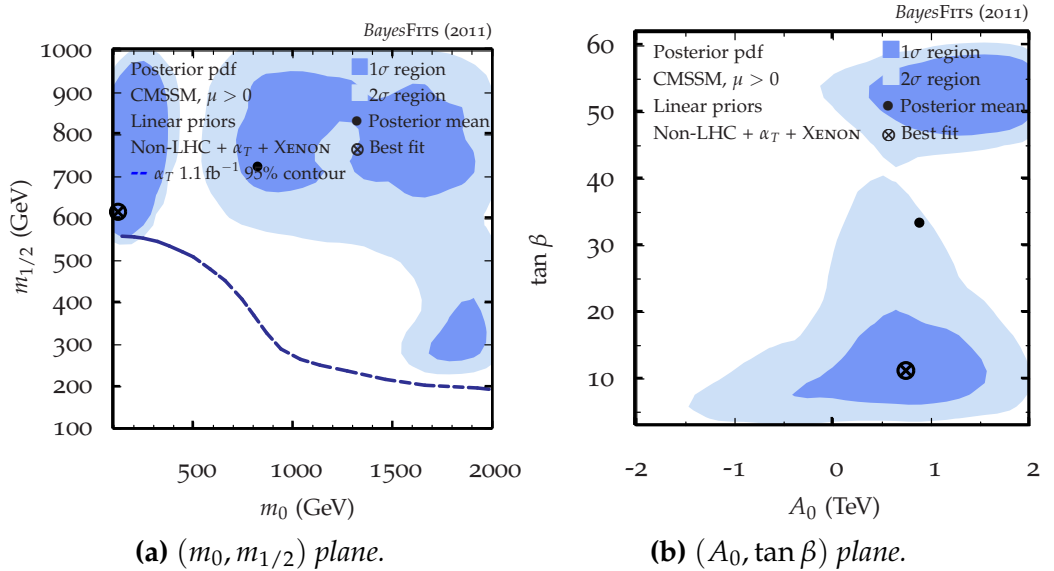 BayesFITS (2011)
1000
900
800
700
600
500
400
300
200
100
m₁/₂ (GeV)
Posterior pdf
CMSSM, μ > 0
Linear priors
Non-LHC + α_T + XENON
α_T 1.1 fb⁻¹ 95% contour
1σ region
2σ region
Posterior mean
Best fit
500
1000
1500
2000
m₀ (GeV)
(a) (m₀, m₁/₂) plane.
BayesFITS (2011)
60
50
40
30
20
10
tan β
Posterior pdf
CMSSM, μ > 0
Linear priors
Non-LHC + α_T + XENON
1σ region
2σ region
Posterior mean
Best fit
-2
-1
0
1
2
A₀ (TeV)
(b) (A₀, tan β) plane.